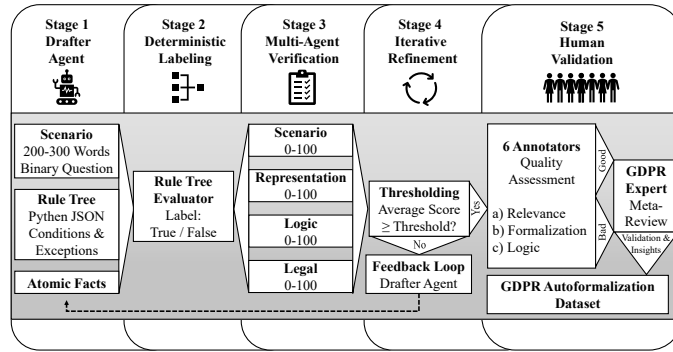 Stage 1
Drafter
Agent
Stage 2
Deterministic
Labeling
Stage 3
Multi-Agent
Verification
Stage 4
Iterative
Refinement
Stage 5
Human
Validation
Scenario
200-300 Words
Binary Question
Rule Tree
Pythen JSON
Conditions &
Exceptions
Atomic Facts
Rule Tree
Evaluator
Label:
True / False
Scenario
0-100
Representation
0-100
Logic
0-100
Legal
0-100
Thresholding
Average Score
≥ Threshold?
Yes
No
Feedback Loop
Drafter Agent
6 Annotators
Quality
Assessment
a) Relevance
b) Formalization
c) Logic
Good
Bad
GDPR
Expert
Meta-
Review
Validation &
Insights
GDPR Autoformalization
Dataset